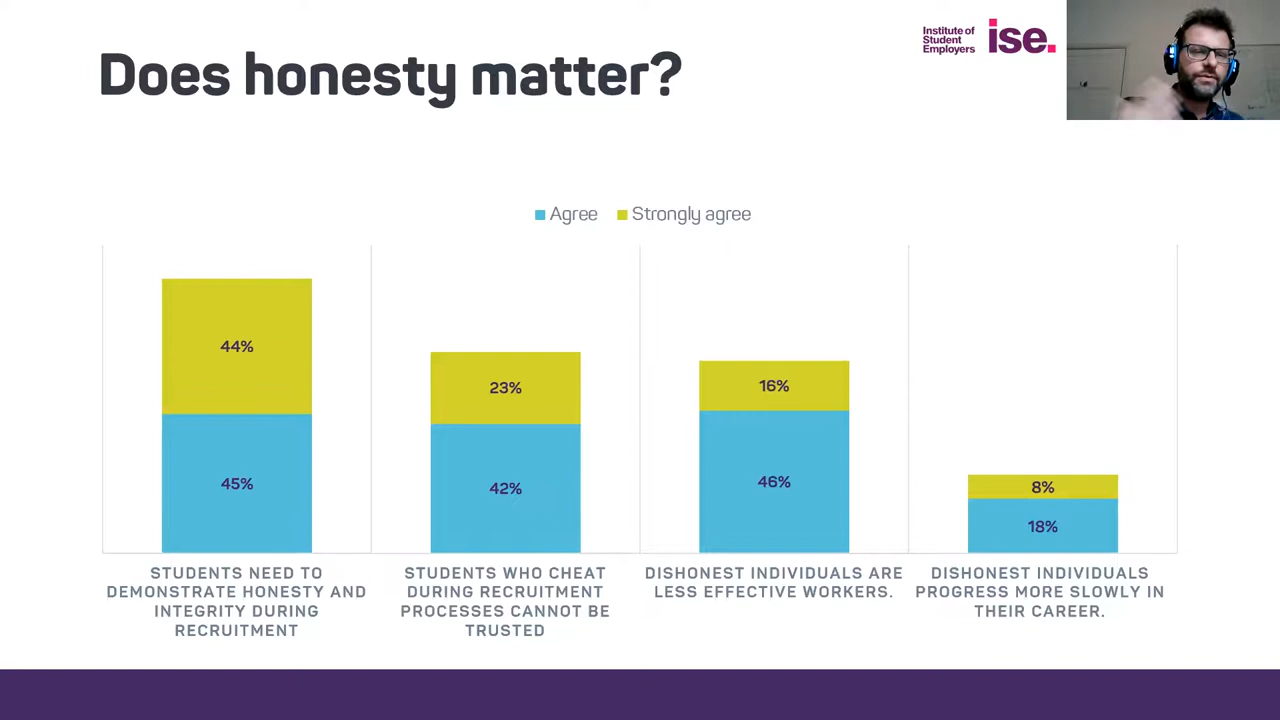 Does honesty matter?
Institute of
Student
Employers
ise.
Agree
Strongly agree
44%
45%
23%
42%
16%
46%
8%
18%
STUDENTS NEED TO
DEMONSTRATE HONESTY AND
INTEGRITY DURING
RECRUITMENT
STUDENTS WHO CHEAT
DURING RECRUITMENT
PROCESSES CANNOT BE
TRUSTED
DISHONEST INDIVIDUALS ARE
LESS EFFECTIVE WORKERS.
DISHONEST INDIVIDUALS
PROGRESS MORE SLOWLY IN
THEIR CAREER.